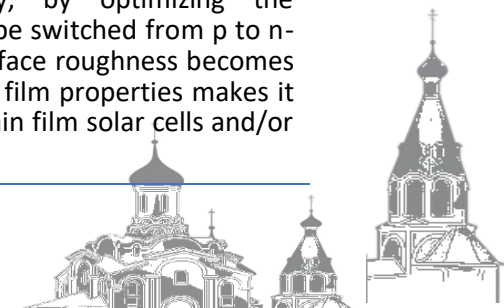 by optimizing the
be switched from p to n-
face roughness becomes
film properties makes it
in film solar cells and/or